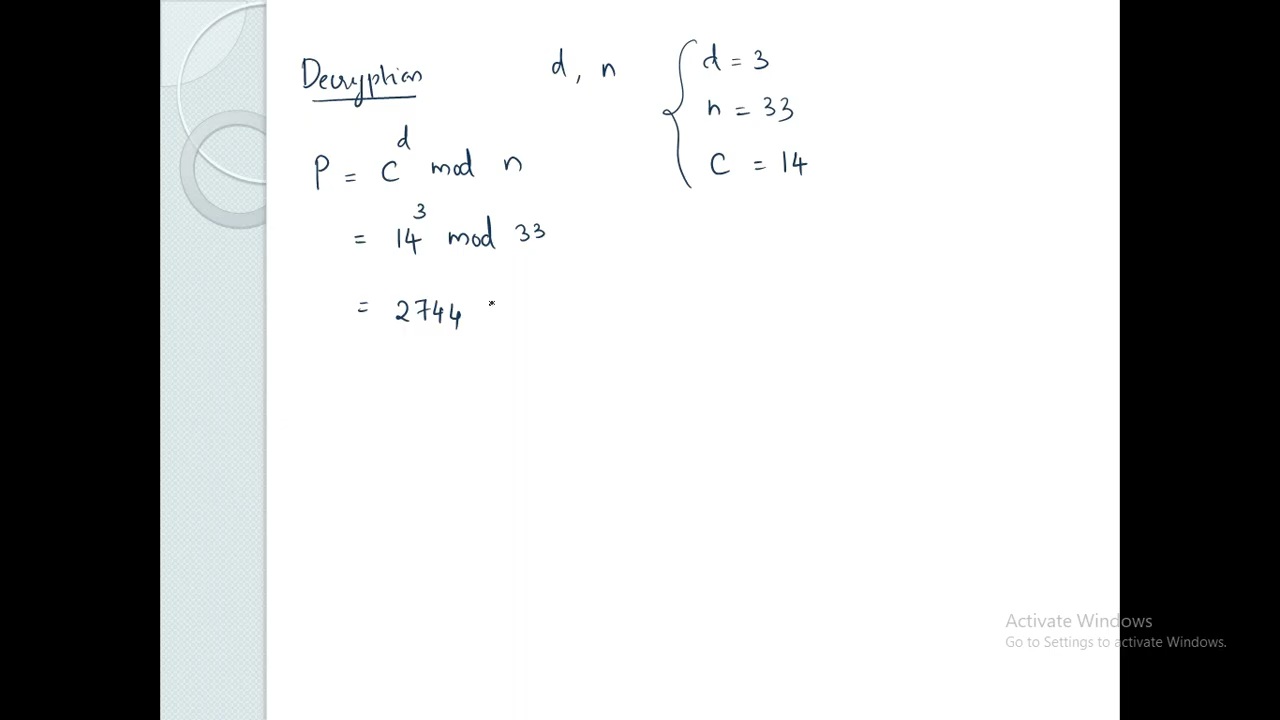 Decryption d, n { d = 3
n = 33
C = 14
P = C^d mod n
= 14^3 mod 33
= 2744
Activate Windows
Go to Settings to activate Windows.